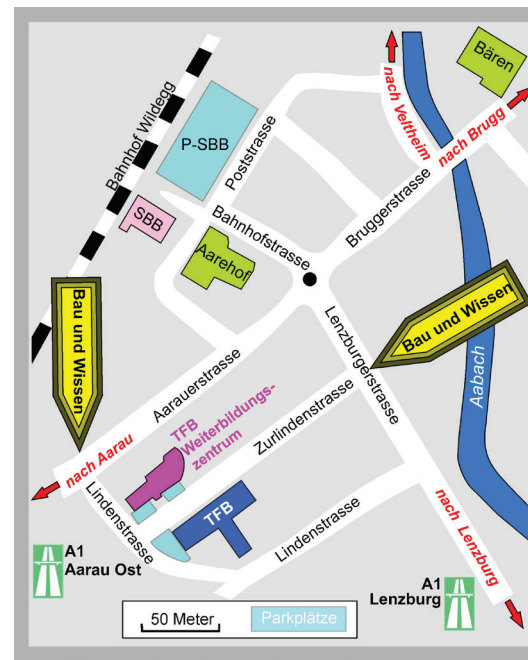 Bären
nach Veltheim
nach Brugg
Bahnhof Wildegg
P-SBB
Poststrasse
SBB
Bahnhofstrasse
Bruggerstrasse
Aarehof
Bau und Wissen
Bau und Wissen
Lenzburgerstrasse
Aabach
Aarauerstrasse
TFB
Weiterbildungs-
zentrum
Zurlindenstrasse
nach Aarau
Lindenstrasse
TFB
Lindenstrasse
nach Lenzburg
A1
Aarau Ost
A1
Lenzburg
50 Meter
Parkplätze